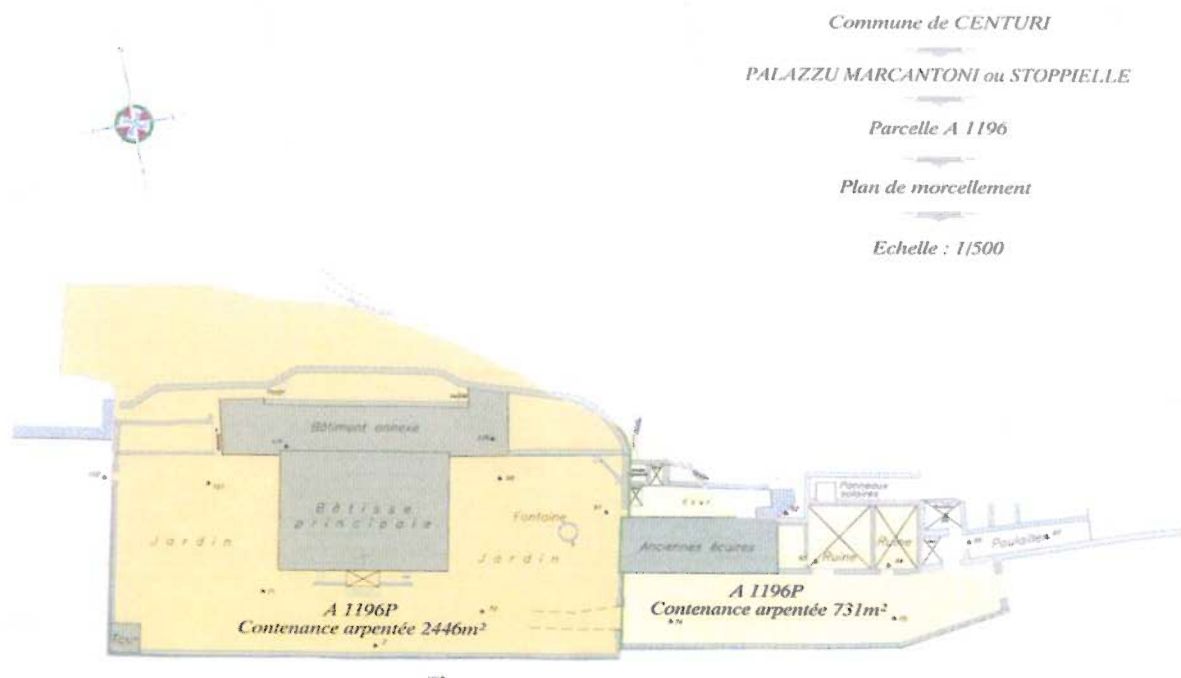 Commune de CENTURI
PALAZZU MARCANTONI ou STOPPIELLE
Parcelle A 1196
Plan de morcellement
Echelle : 1/500
Bâtiment annexe
Bâtisse
principale
Jardin
Fontaine
Jardin
Cour
Panneaux
solaires
Anciennes écuries
Ruine
Ruine
Poulailler
A 1196P
Contenance arpentée 2446m²
A 1196P
Contenance arpentée 731m²